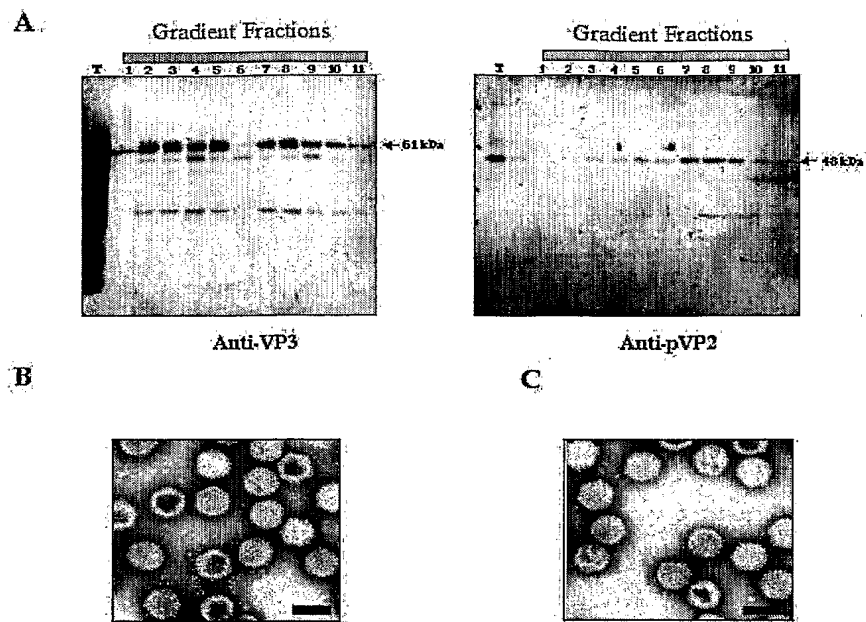 A
Gradient Fractions
T 1 2 3 4 5 6 7 8 9 10 11
61 kDa
Anti-VP3
Gradient Fractions
T 1 2 3 4 5 6 7 8 9 10 11
48 kDa
Anti-pVP2
B
C